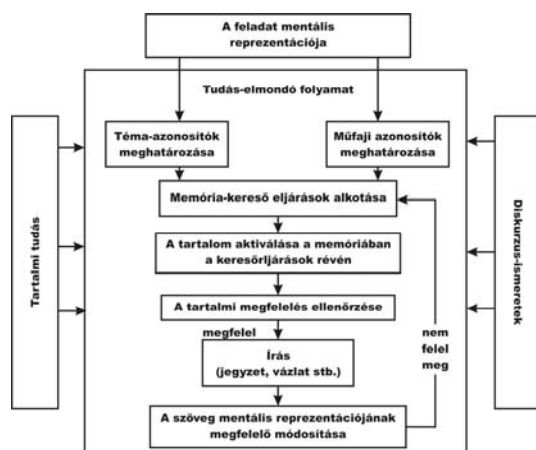 A feladat mentális
reprezentációja
Tudás-elmondó folyamat
Téma-azonosítók
meghatározása
Műfaji azonosítók
meghatározása
Memória-kereső eljárások alkotása
A tartalom aktiválása a memóriában
a keresőrljárások révén
A tartalmi megfelelés ellenőrzése
megfelel
Írás
(jegyzet, vázlat stb.)
nem
felel
meg
A szöveg mentális reprezentációjának
megfelelő módosítása
Tartalmi tudás
Diskurzus-ismeretek